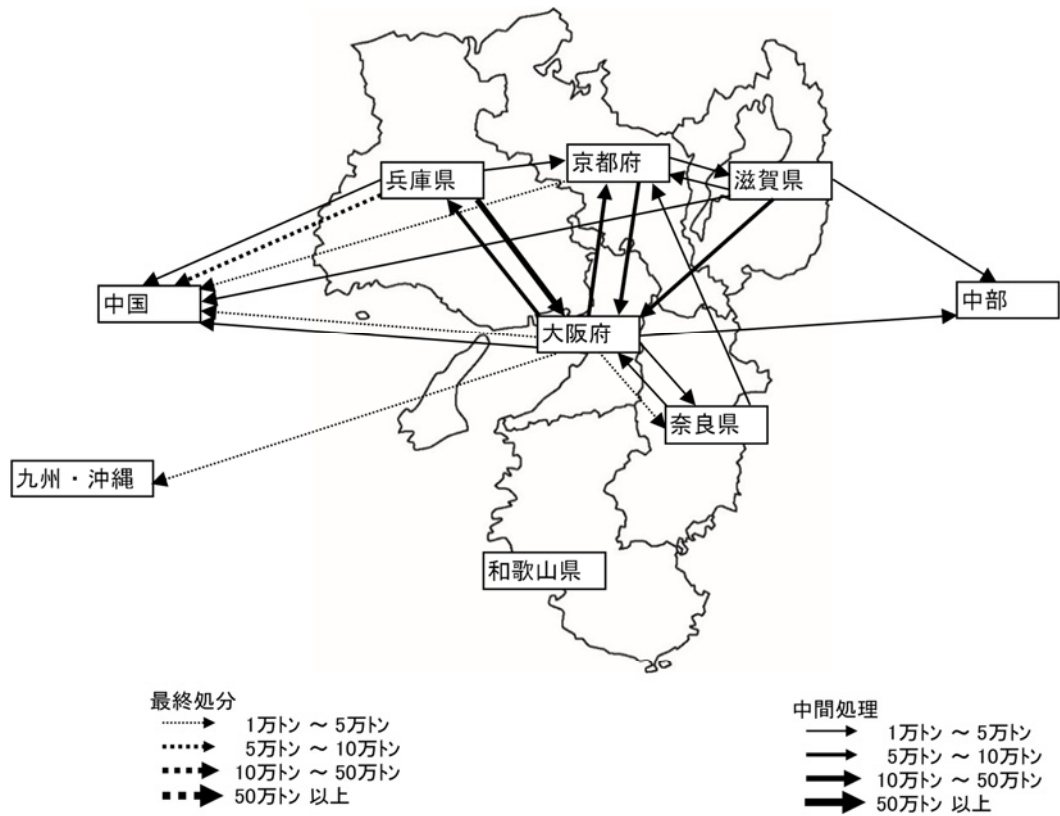 京都府
兵庫県
滋賀県
中国
中部
大阪府
奈良県
九州・沖縄
和歌山県
最終処分
1万トン ～ 5万トン
5万トン ～ 10万トン
10万トン ～ 50万トン
50万トン 以上
中間処理
1万トン ～ 5万トン
5万トン ～ 10万トン
10万トン ～ 50万トン
50万トン 以上